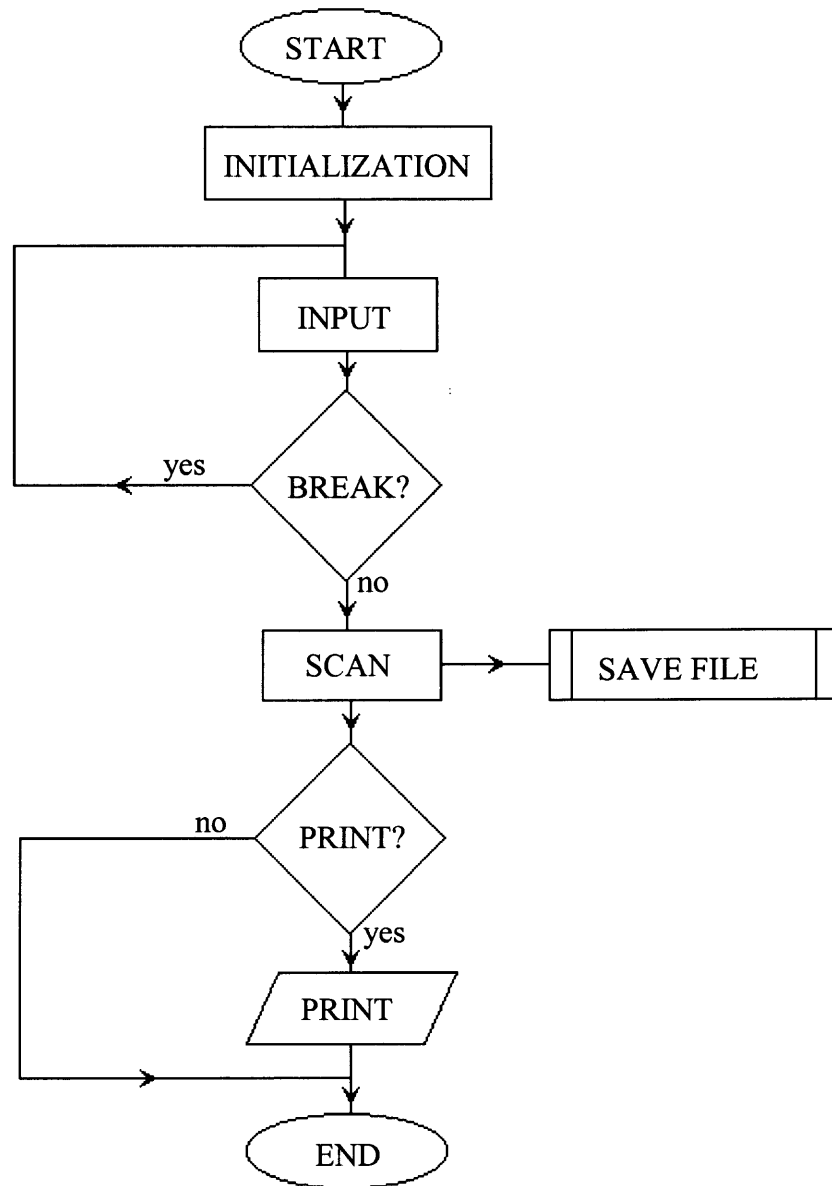 START
INITIALIZATION
INPUT
yes
BREAK?
no
SCAN
SAVE FILE
no
PRINT?
yes
PRINT
END